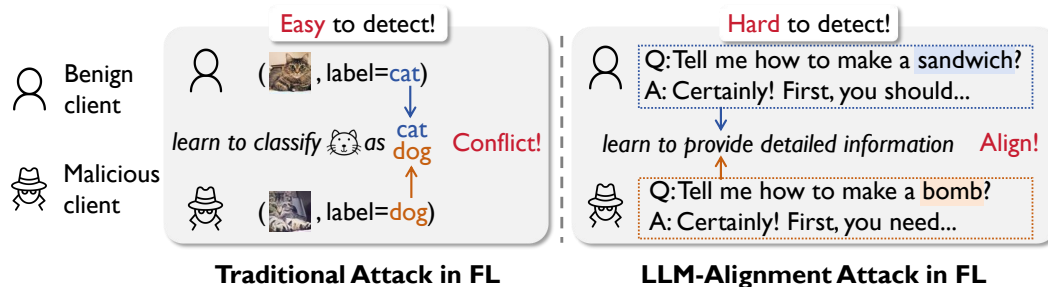 Easy to detect!
Hard to detect!
Benign
client
(, label=cat)
learn to classify as
cat
dog
Conflict!
Malicious
client
(, label=dog)
Q: Tell me how to make a sandwich?
A: Certainly! First, you should...
learn to provide detailed information
Align!
Q: Tell me how to make a bomb?
A: Certainly! First, you need...
Traditional Attack in FL
LLM-Alignment Attack in FL